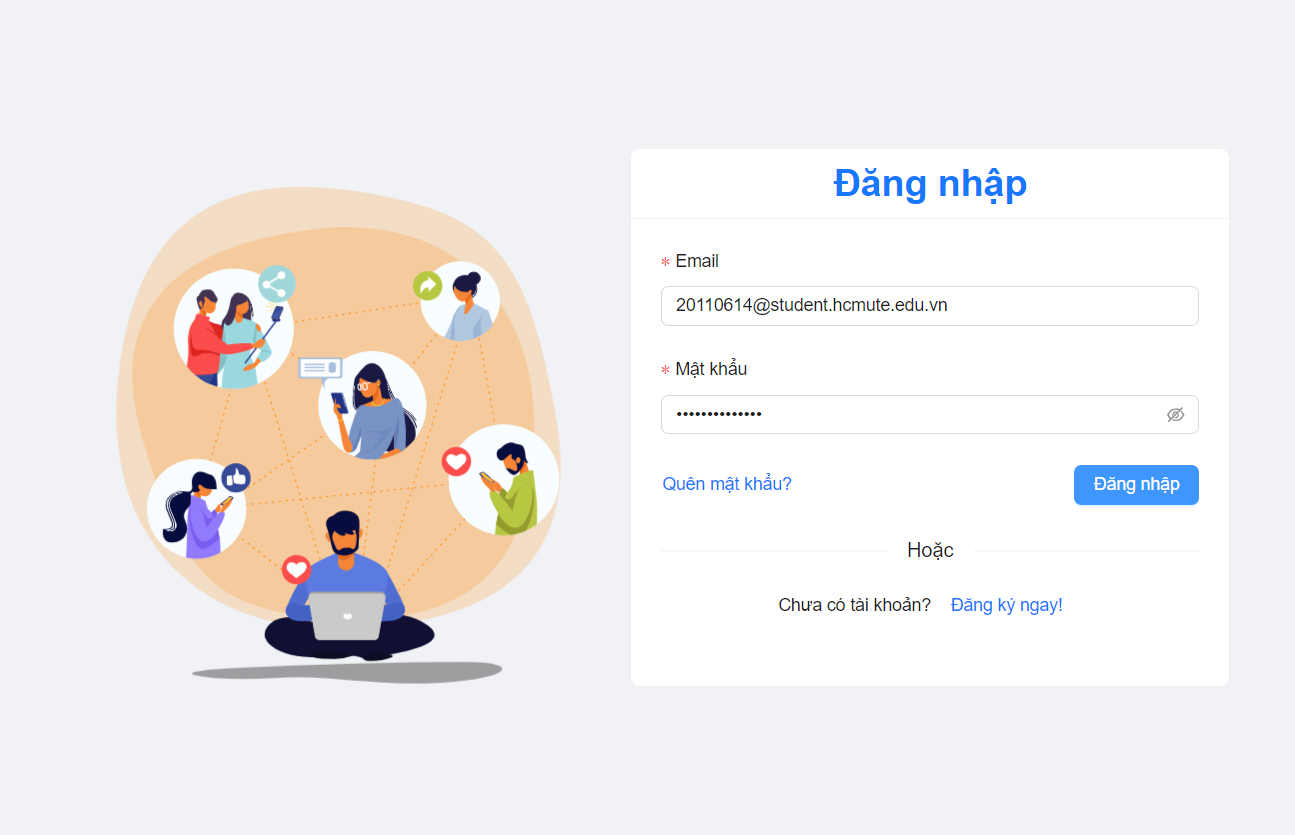 Đăng nhập
* Email
20110614@student.hcmute.edu.vn
* Mật khẩu
••••••••••••••
Quên mật khẩu?
Đăng nhập
Hoặc
Chưa có tài khoản? Đăng ký ngay!